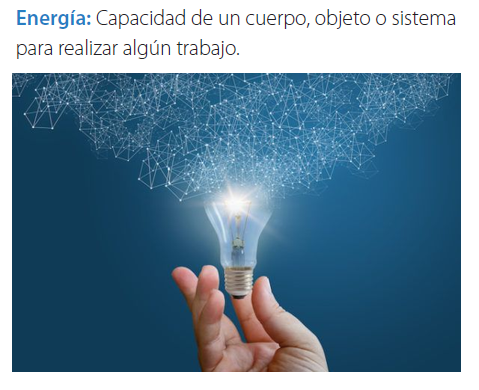 Energía: Capacidad de un cuerpo, objeto o sistema
para realizar algún trabajo.